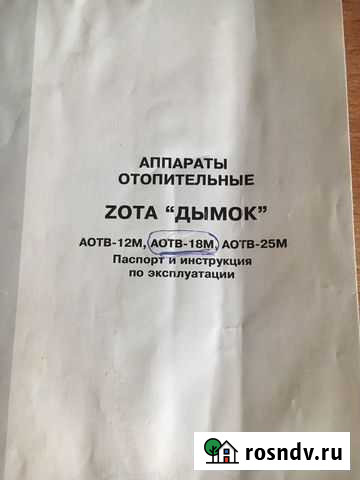 АППАРАТЫ
ОТОПИТЕЛЬНЫЕ
ZOTA "ДЫМОК"
АОТВ-12М, АОТВ-18М, АОТВ-25М
Паспорт и инструкция
по эксплуатации
rosndv.ru